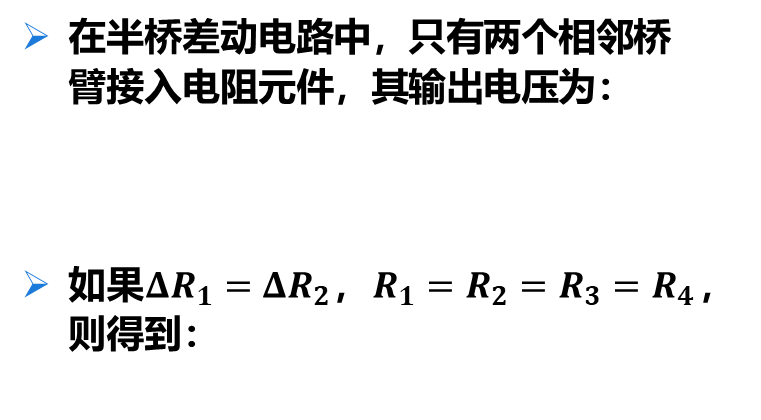 ➢ 在半桥差动电路中，只有两个相邻桥
臂接入电阻元件，其输出电压为：
➢ 如果ΔR₁ = ΔR₂，R₁ = R₂ = R₃ = R₄，
则得到：